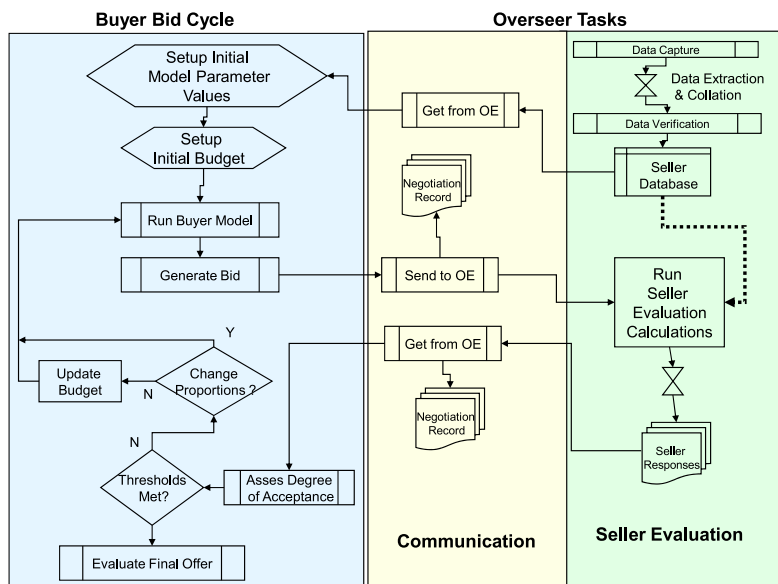 Buyer Bid Cycle
Overseer Tasks
Setup Initial
Model Parameter
Values
Setup
Initial Budget
Run Buyer Model
Generate Bid
Y
Change
Proportions ?
N
Update
Budget
N
Thresholds
Met?
Asses Degree
of Acceptance
Evaluate Final Offer
Get from OE
Negotiation
Record
Send to OE
Get from OE
Negotiation
Record
Communication
Data Capture
Data Extraction
& Collation
Data Verification
Seller
Database
Run
Seller
Evaluation
Calculations
Seller
Responses
Seller Evaluation